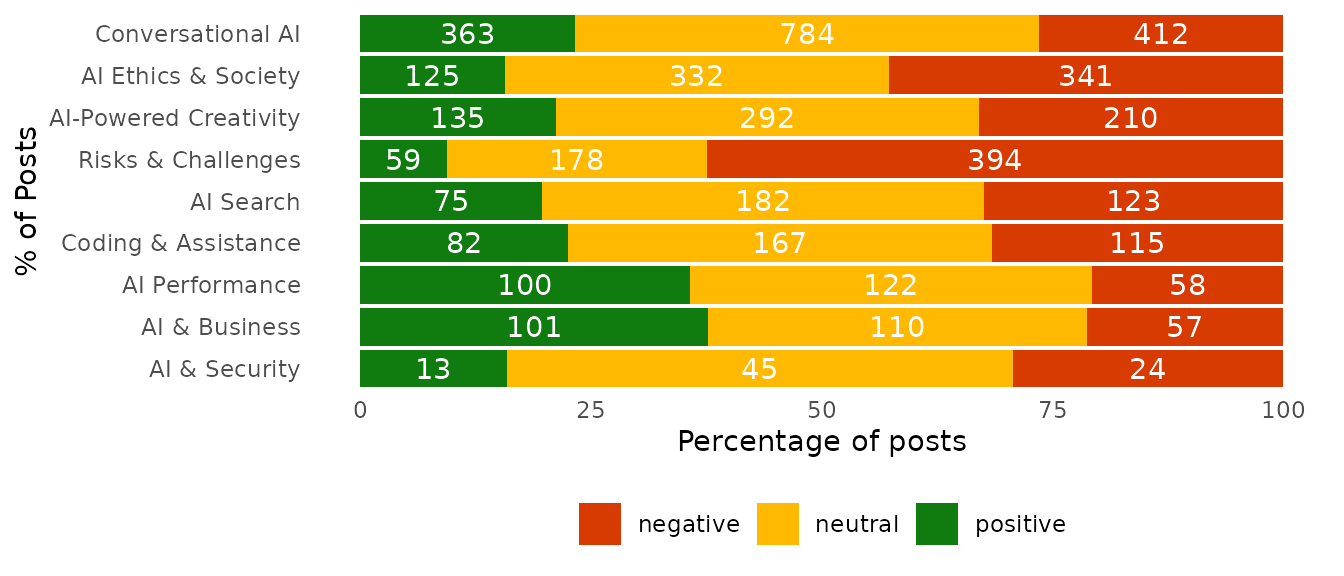 % of Posts
Conversational AI 363 784 412
AI Ethics & Society 125 332 341
AI-Powered Creativity 135 292 210
Risks & Challenges 59 178 394
AI Search 75 182 123
Coding & Assistance 82 167 115
AI Performance 100 122 58
AI & Business 101 110 57
AI & Security 13 45 24
0 25 50 75 100
Percentage of posts
negative neutral positive